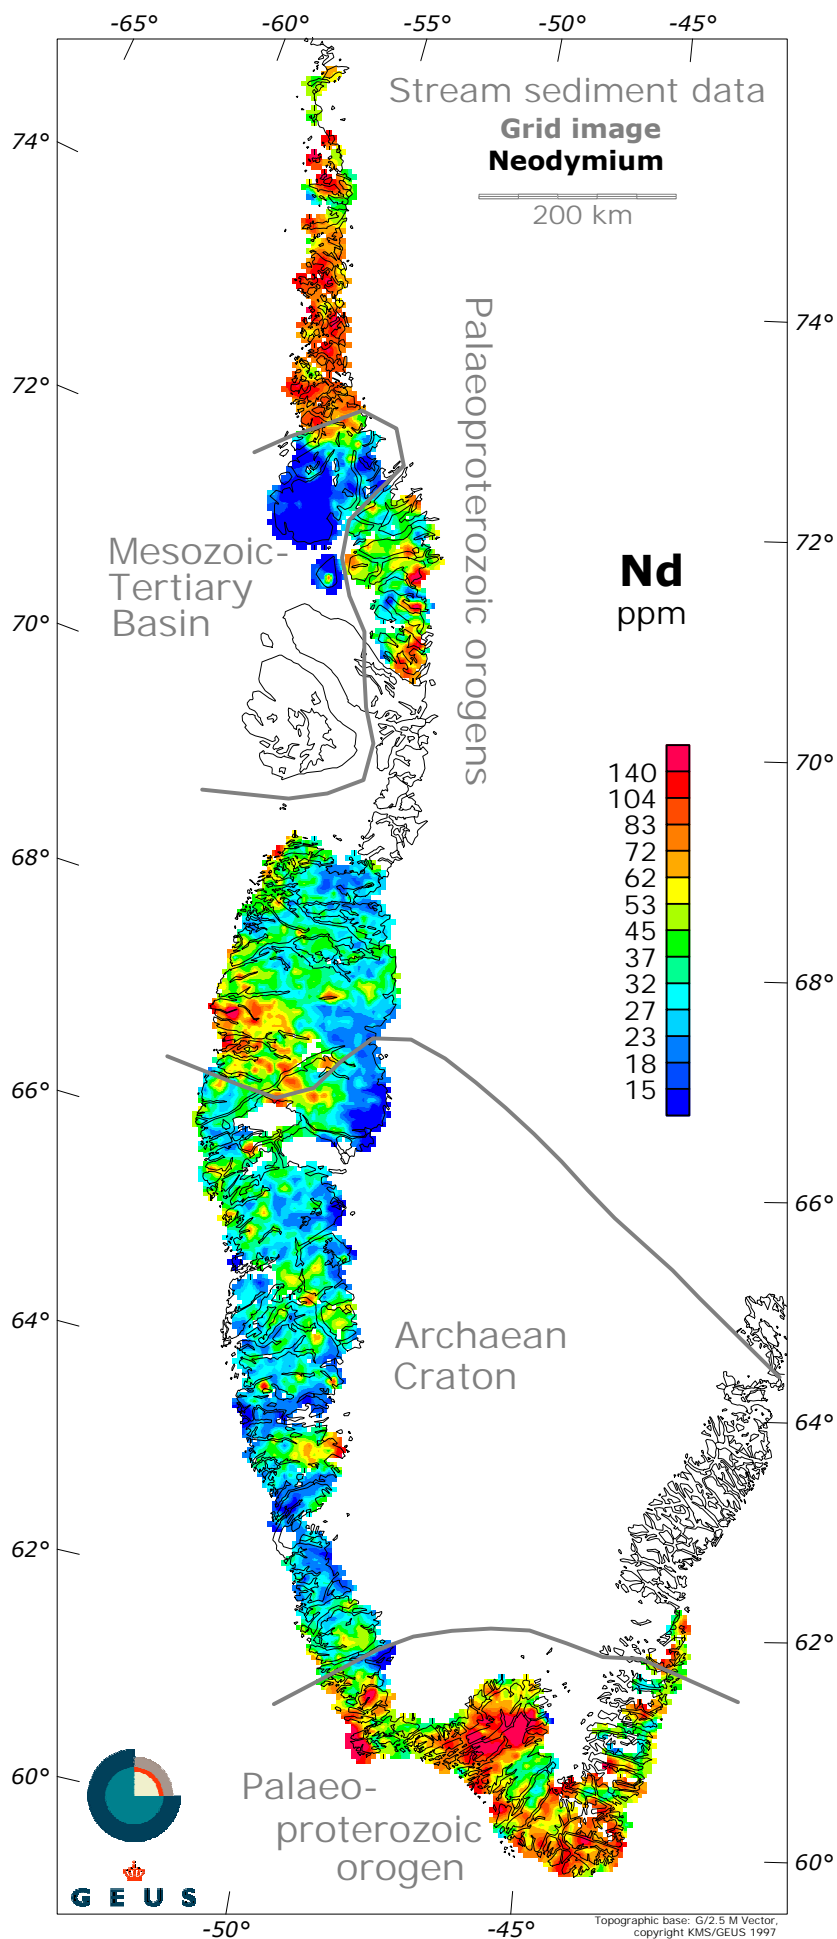 -65° -60° -55° -50° -45°
Stream sediment data
Grid image
Neodymium
200 km
74°
74°
72°
72°
Palaeoproterozoic orogens
Mesozoic-
Tertiary
Basin
Nd
ppm
70°
70°
140
104
83
72
62
53
45
37
32
27
23
18
15
68°
68°
66°
66°
64°
Archaean
Craton
64°
62°
62°
60°
Palaeo-
proterozoic
orogen
60°
GEUS
-50° -45°
Topographic base: G/2.5 M Vector,
copyright KMS/GEUS 1997